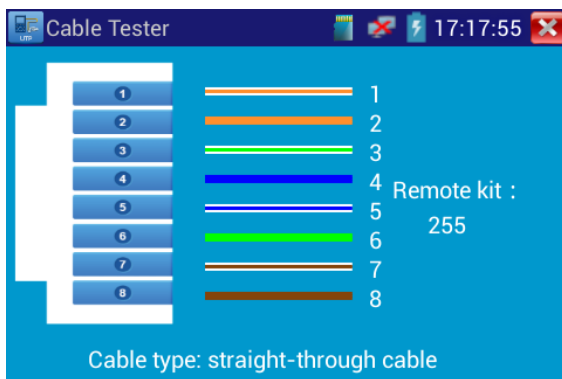 Cable Tester 17:17:55
UTP
1 1
2 2
3 3
4 4
5 5
6 6
7 7
8 8
Remote kit :
255
Cable type: straight-through cable